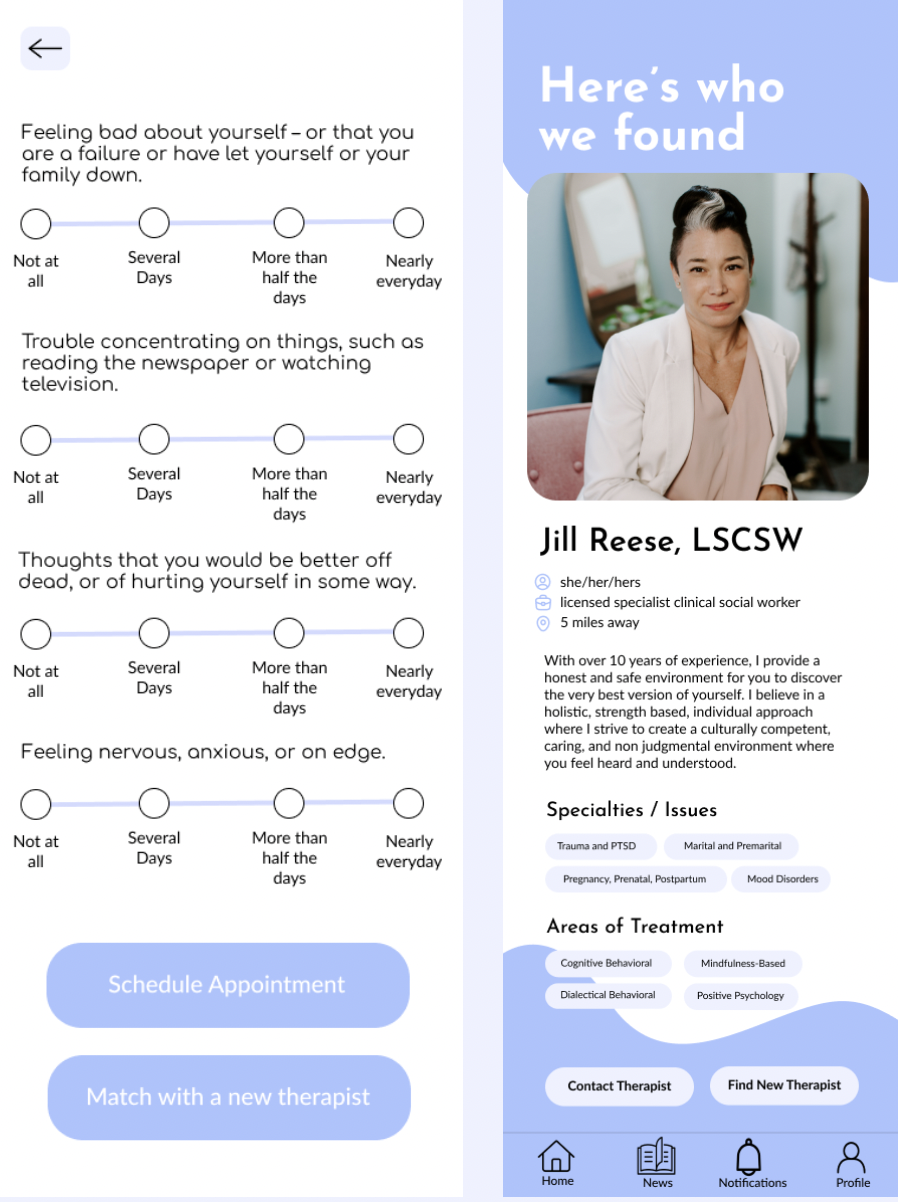 Feeling bad about yourself – or that you
are a failure or have let yourself or your
family down.
Not at
all
Several
Days
More than
half the
days
Nearly
everyday
Trouble concentrating on things, such as
reading the newspaper or watching
television.
Not at
all
Several
Days
More than
half the
days
Nearly
everyday
Thoughts that you would be better off
dead, or of hurting yourself in some way.
Not at
all
Several
Days
More than
half the
days
Nearly
everyday
Feeling nervous, anxious, or on edge.
Not at
all
Several
Days
More than
half the
days
Nearly
everyday
Schedule Appointment
Match with a new therapist
Here's who
we found
Jill Reese, LSCSW
she/her/hers
licensed specialist clinical social worker
5 miles away
With over 10 years of experience, I provide a
honest and safe environment for you to discover
the very best version of yourself. I believe in a
holistic, strength based, individual approach
where I strive to create a culturally competent,
caring, and non judgmental environment where
you feel heard and understood.
Specialties / Issues
Trauma and PTSD
Marital and Premarital
Pregnancy, Prenatal, Postpartum
Mood Disorders
Areas of Treatment
Cognitive Behavioral
Mindfulness-Based
Dialectical Behavioral
Positive Psychology
Contact Therapist
Find New Therapist
Home
News
Notifications
Profile